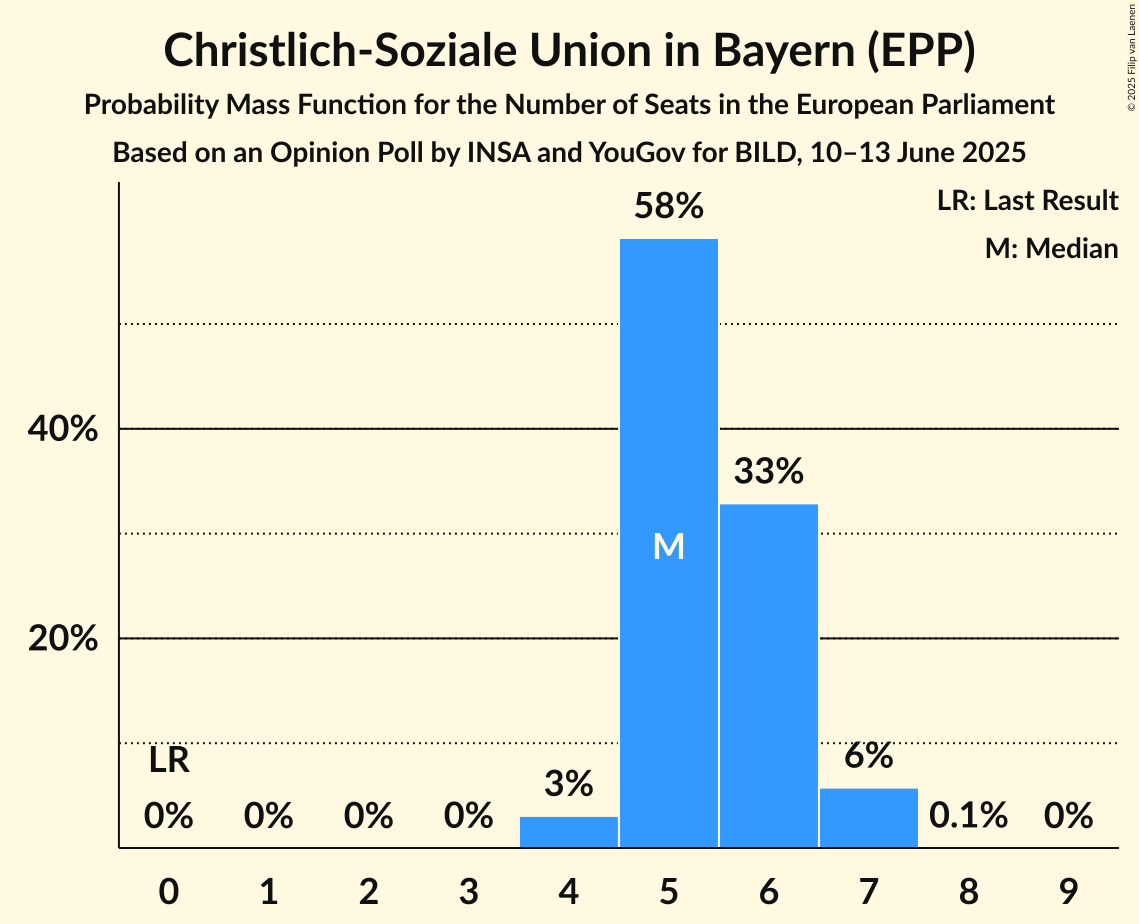 Christlich-Soziale Union in Bayern (EPP)
Probability Mass Function for the Number of Seats in the European Parliament
Based on an Opinion Poll by INSA and YouGov for BILD, 10–13 June 2025
© 2025 Filip van Laenen
LR: Last Result
M: Median
58%
40%
33%
M
20%
LR
0% 0% 0% 0% 3% 6% 0.1% 0%
0 1 2 3 4 5 6 7 8 9